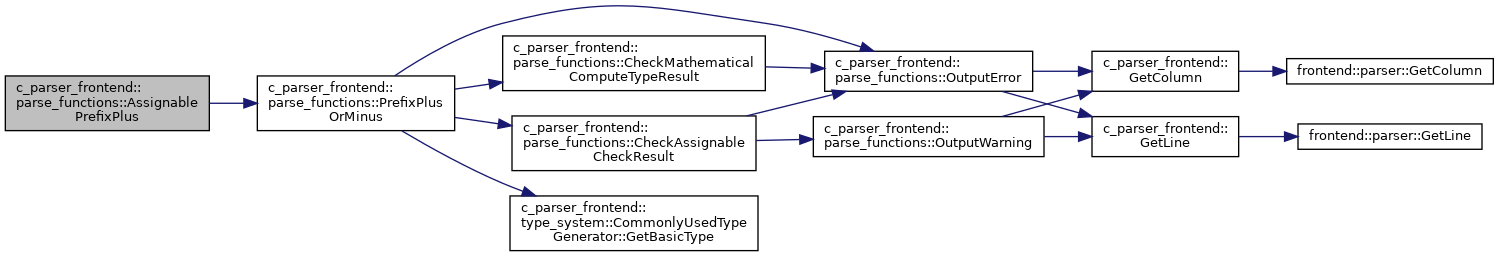 c_parser_frontend::
parse_functions::Assignable
PrefixPlus
c_parser_frontend::
parse_functions::PrefixPlus
OrMinus
c_parser_frontend::
parse_functions::CheckMathematical
ComputeTypeResult
c_parser_frontend::
parse_functions::CheckAssignable
CheckResult
c_parser_frontend::
type_system::CommonlyUsedType
Generator::GetBasicType
c_parser_frontend::
parse_functions::OutputError
c_parser_frontend::
parse_functions::OutputWarning
c_parser_frontend::
GetColumn
c_parser_frontend::
GetLine
frontend::parser::GetColumn
frontend::parser::GetLine